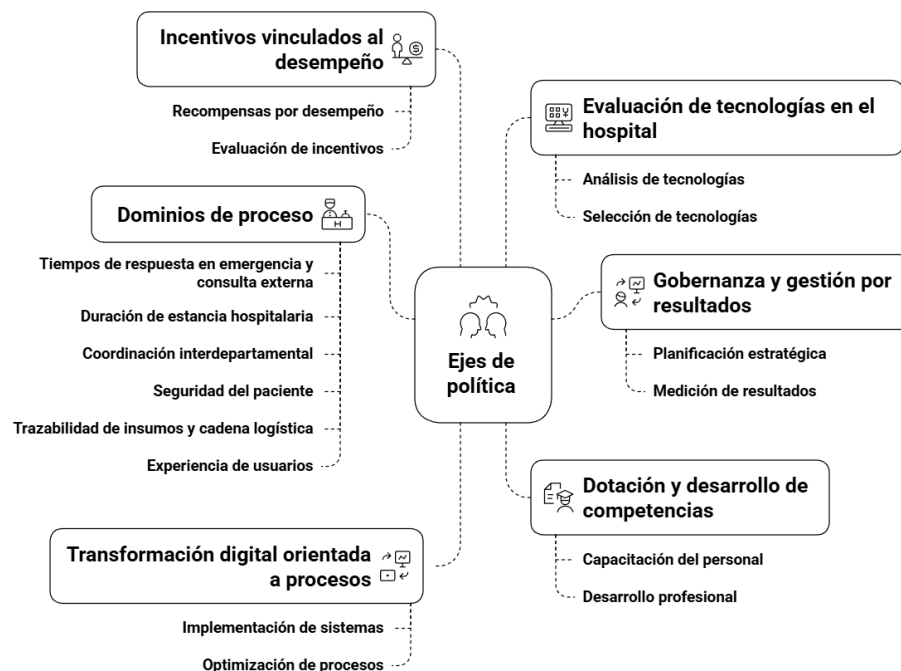 Incentivos vinculados al
desempeño
Recompensas por desempeño
Evaluación de incentivos
Dominios de proceso
Tiempos de respuesta en emergencia y
consulta externa
Duración de estancia hospitalaria
Coordinación interdepartamental
Seguridad del paciente
Trazabilidad de insumos y cadena logística
Experiencia de usuarios
Transformación digital orientada
a procesos
Implementación de sistemas
Optimización de procesos
Ejes de
política
Evaluación de tecnologías en el
hospital
Análisis de tecnologías
Selección de tecnologías
Gobernanza y gestión por
resultados
Planificación estratégica
Medición de resultados
Dotación y desarrollo de
competencias
Capacitación del personal
Desarrollo profesional